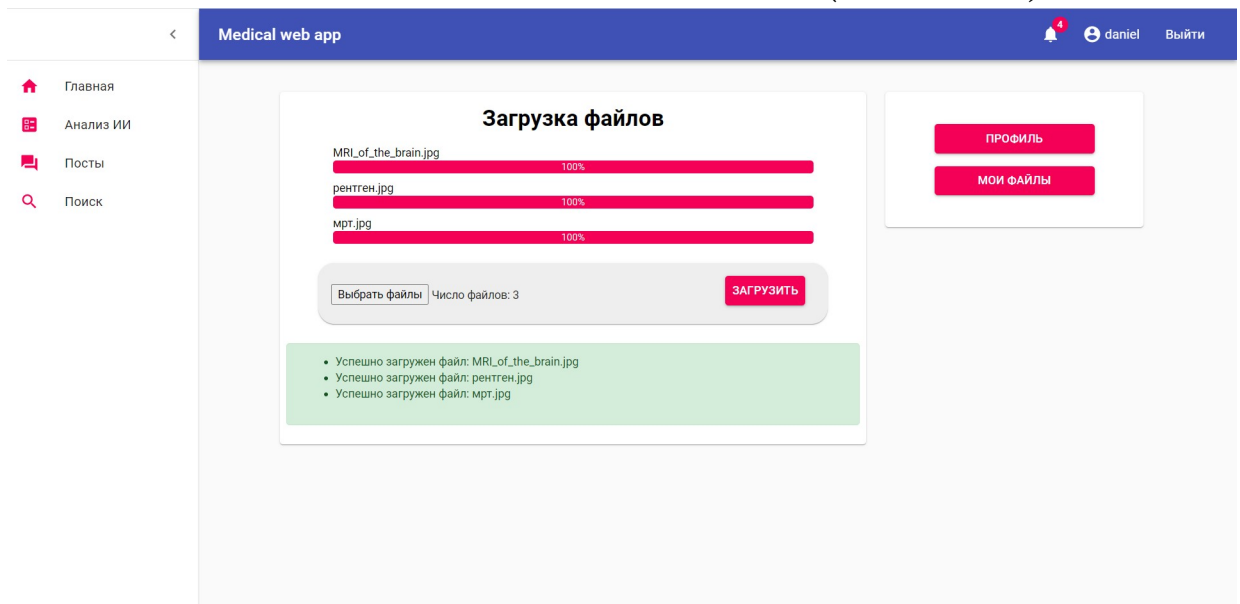 Medical web app
4
daniel
Выйти
Главная
Анализ ИИ
Посты
Поиск
Загрузка файлов
MRI_of_the_brain.jpg
100%
рентген.jpg
100%
мрт.jpg
100%
Выбрать файлы Число файлов: 3
ЗАГРУЗИТЬ
Успешно загружен файл: MRI_of_the_brain.jpg
Успешно загружен файл: рентген.jpg
Успешно загружен файл: мрт.jpg
ПРОФИЛЬ
МОИ ФАЙЛЫ